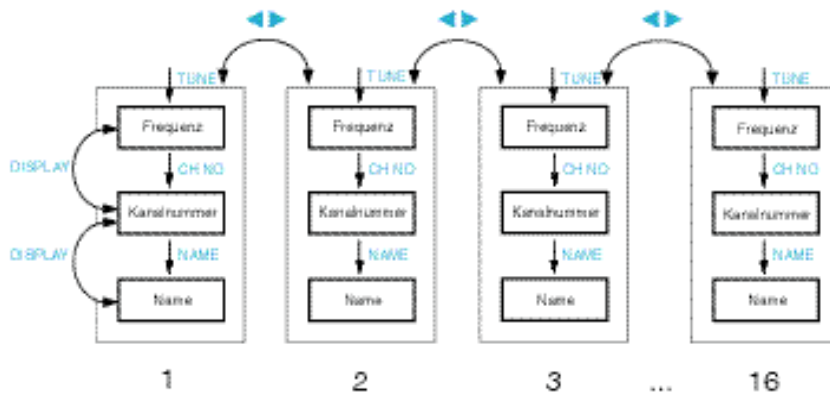 TUNE TUNE TUNE TUNE
Frequenz Frequenz Frequenz Frequenz
DISPLAY CH NO CH NO CH NO CH NO
Kanalnummer Kanalnummer Kanalnummer Kanalnummer
DISPLAY NAME NAME NAME NAME
Name Name Name Name
1 2 3 ... 16